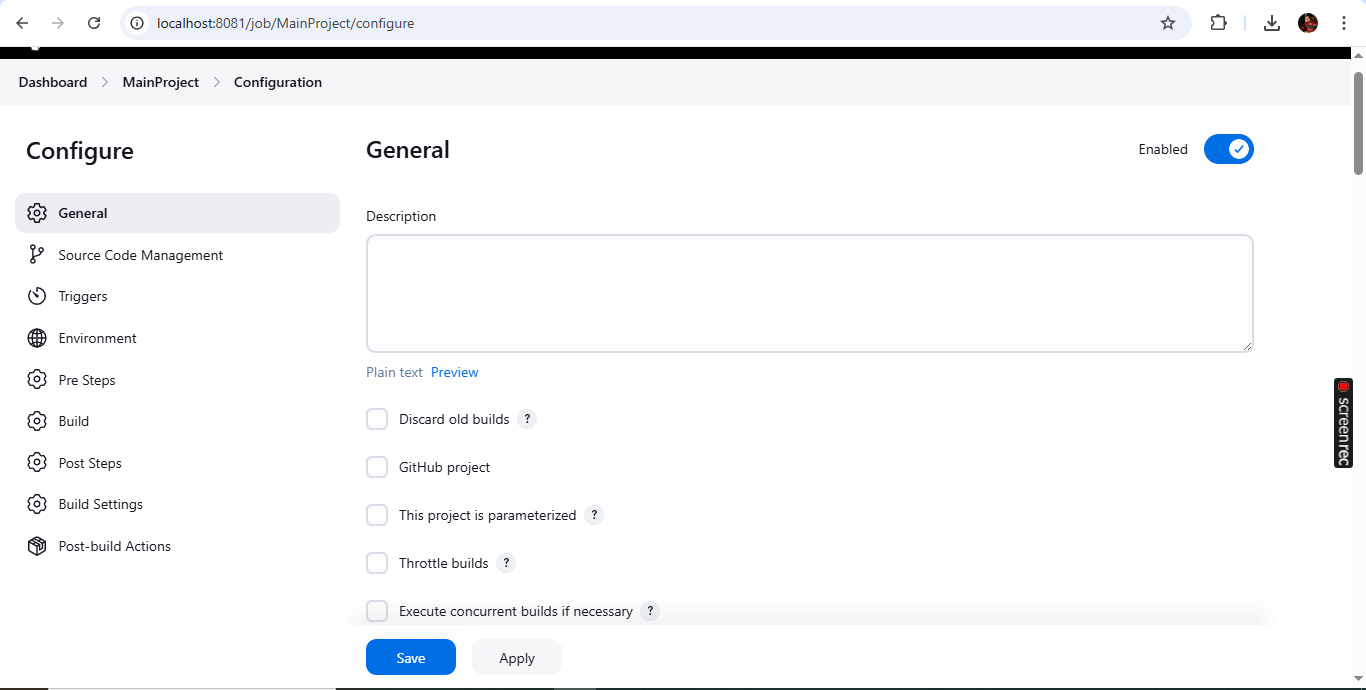 localhost:8081/job/MainProject/configure
Dashboard > MainProject > Configuration
Configure
General
Source Code Management
Triggers
Environment
Pre Steps
Build
Post Steps
Build Settings
Post-build Actions
General
Enabled
Description
Plain text Preview
Discard old builds ?
GitHub project
This project is parameterized ?
Throttle builds ?
Execute concurrent builds if necessary ?
Save Apply
screenrec